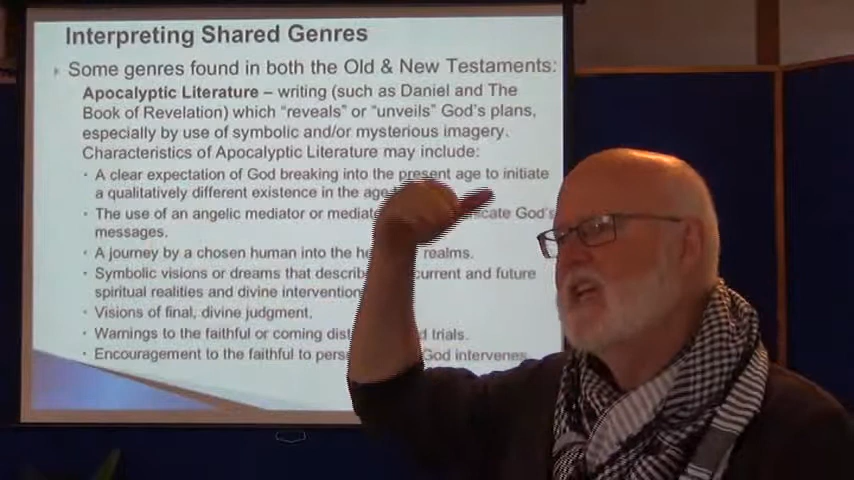 Interpreting Shared Genres
Some genres found in both the Old & New Testaments:
Apocalyptic Literature – writing (such as Daniel and The
Book of Revelation) which “reveals” or “unveils” God’s plans,
especially by use of symbolic and/or mysterious imagery.
Characteristics of Apocalyptic Literature may include:
• A clear expectation of God breaking into the present age to initiate
a qualitatively different existence in the age
• The use of an angelic mediator or God’s
messages.
• A journey by a chosen human into the realms.
• Symbolic visions or dreams that current and future
spiritual realities and divine intervention
• Visions of final, divine judgment.
• Warnings to the faithful or coming trials.
• Encouragement to the faithful to God intervenes